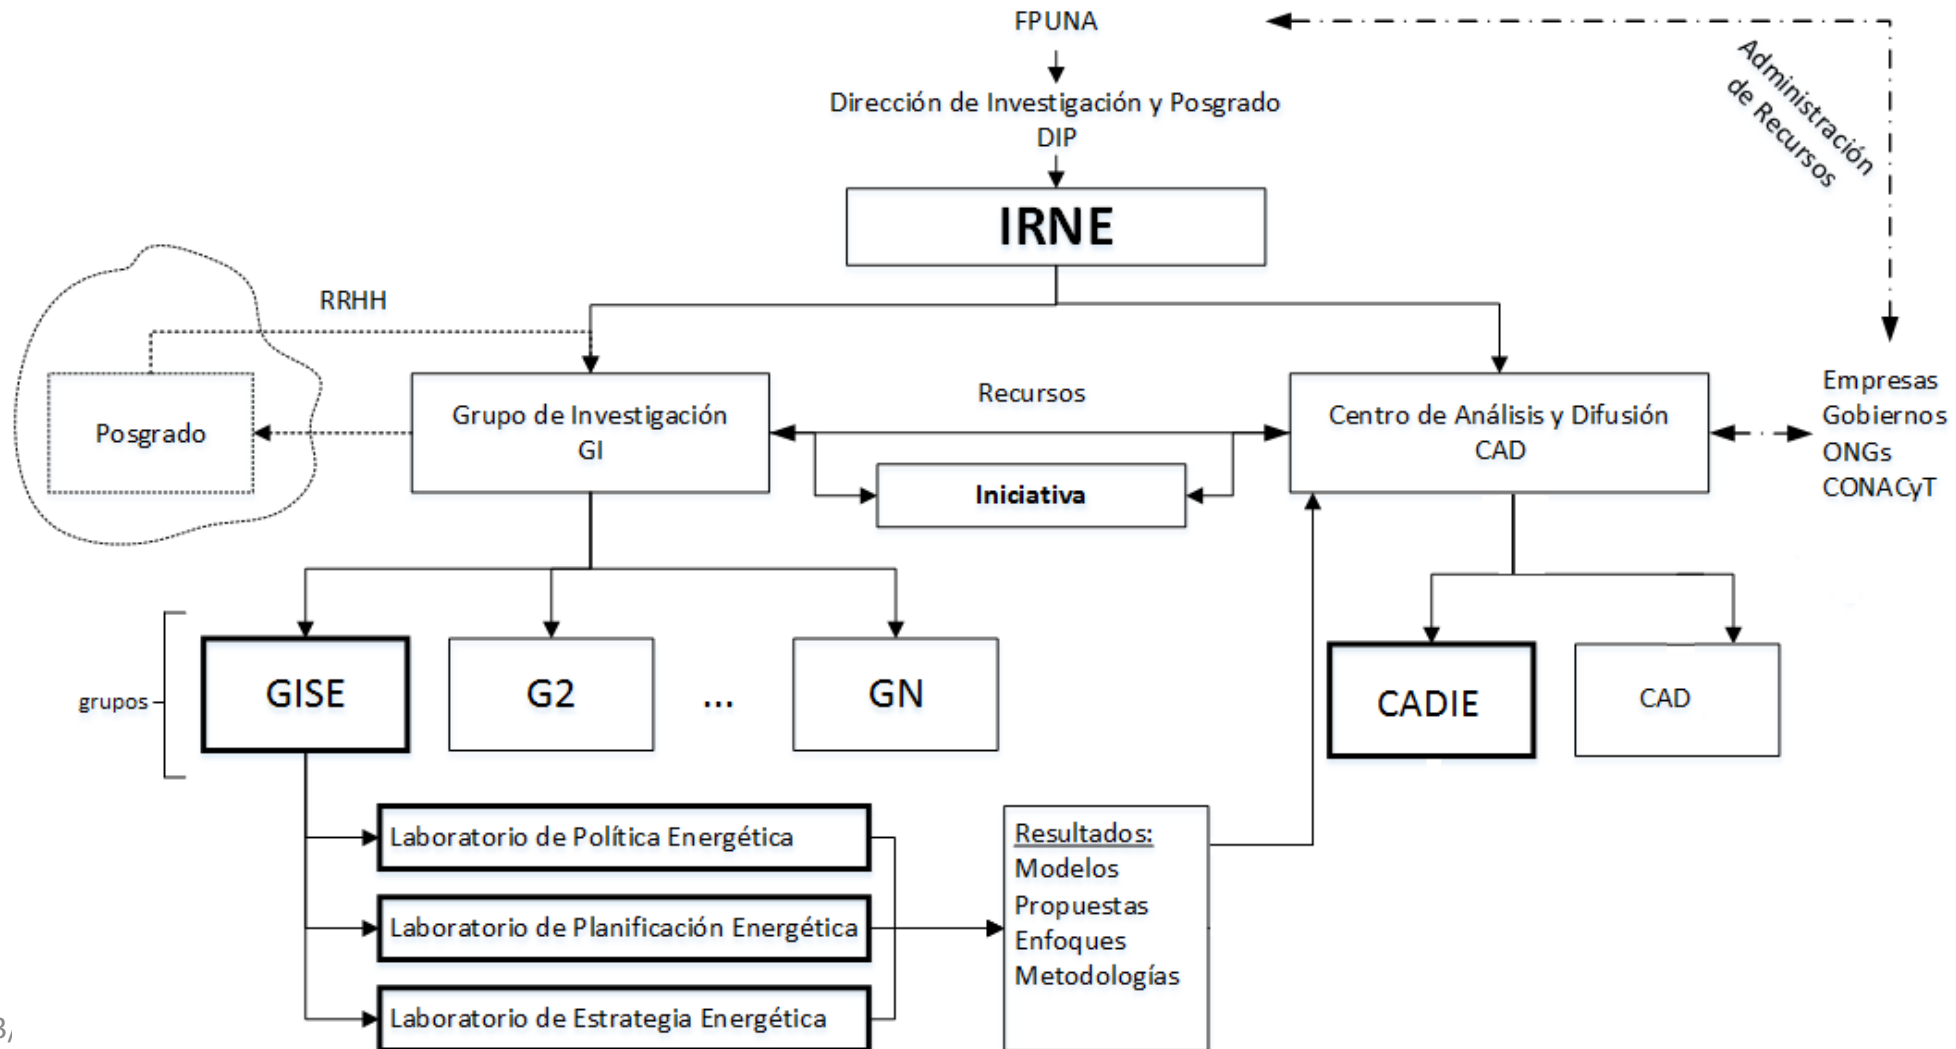 FPUNA
Administración
de Recursos
Dirección de Investigación y Posgrado
DIP
IRNE
RRHH
Posgrado
Grupo de Investigación
GI
Recursos
Iniciativa
Centro de Análisis y Difusión
CAD
Empresas
Gobiernos
ONGs
CONACyT
grupos
GISE
G2
...
GN
CADIE
CAD
Laboratorio de Política Energética
Laboratorio de Planificación Energética
Laboratorio de Estrategia Energética
Resultados:
Modelos
Propuestas
Enfoques
Metodologías